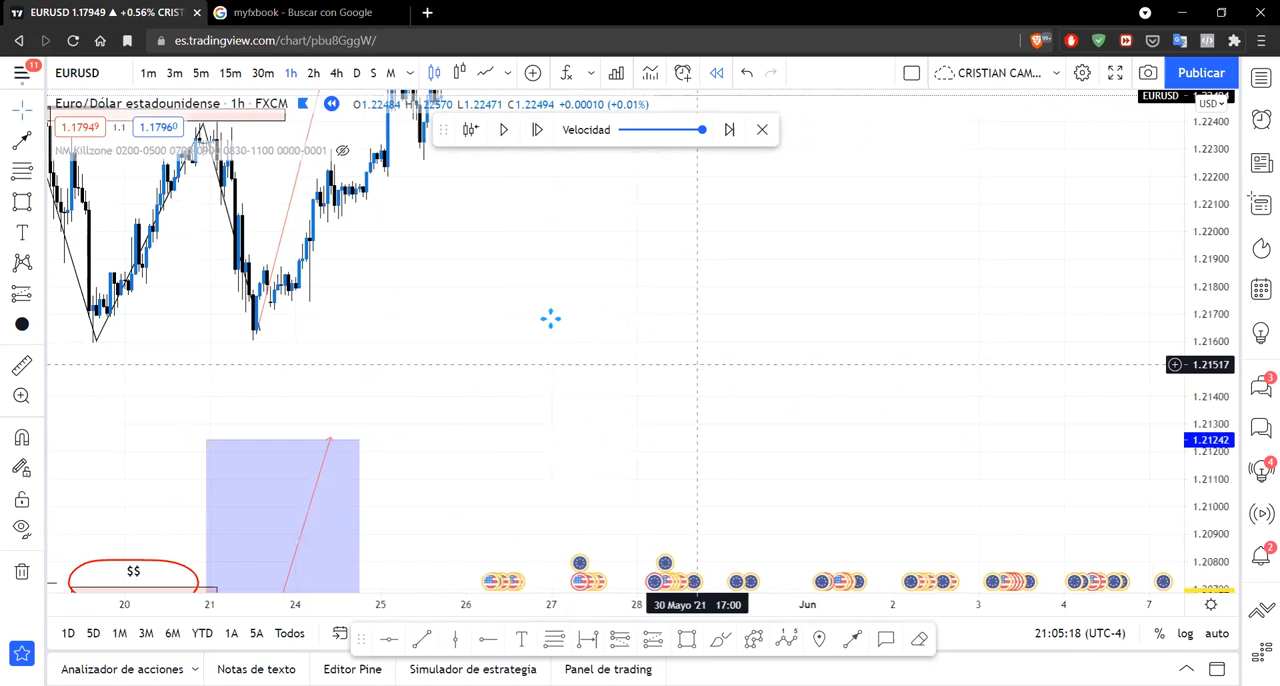 EURUSD 1.17949 ▲ +0.56% CRIST
myfxbook - Buscar con Google
es.tradingview.com/chart/pbu8GggW/
99+
11
EURUSD 1m 3m 5m 15m 30m 1h 2h 4h D S M
CRISTIAN CAM...
Publicar
Euro/Dólar estadounidense · 1h · FXCM
O1.22484 H1.22570 L1.22471 C1.22494 +0.00010 (+0.01%)
EURUSD
USD
1.17949 1.1 1.17960
Velocidad
NM Killzone 0200-0500 0700-0900 0830-1100 0000-0001
1.22400
1.22300
1.22200
1.22100
1.22000
1.21900
1.21800
1.21700
1.21600
1.21517
1.21400
1.21300
1.21242
1.21200
1.21100
1.21000
1.20900
1.20800
$$
3
4
2
20 21 24 25 26 27 28 30 Mayo '21 17:00 Jun 2 3 4 7
1D 5D 1M 3M 6M YTD 1A 5A Todos
21:05:18 (UTC-4) % log auto
Analizador de acciones Notas de texto Editor Pine Simulador de estrategia Panel de trading